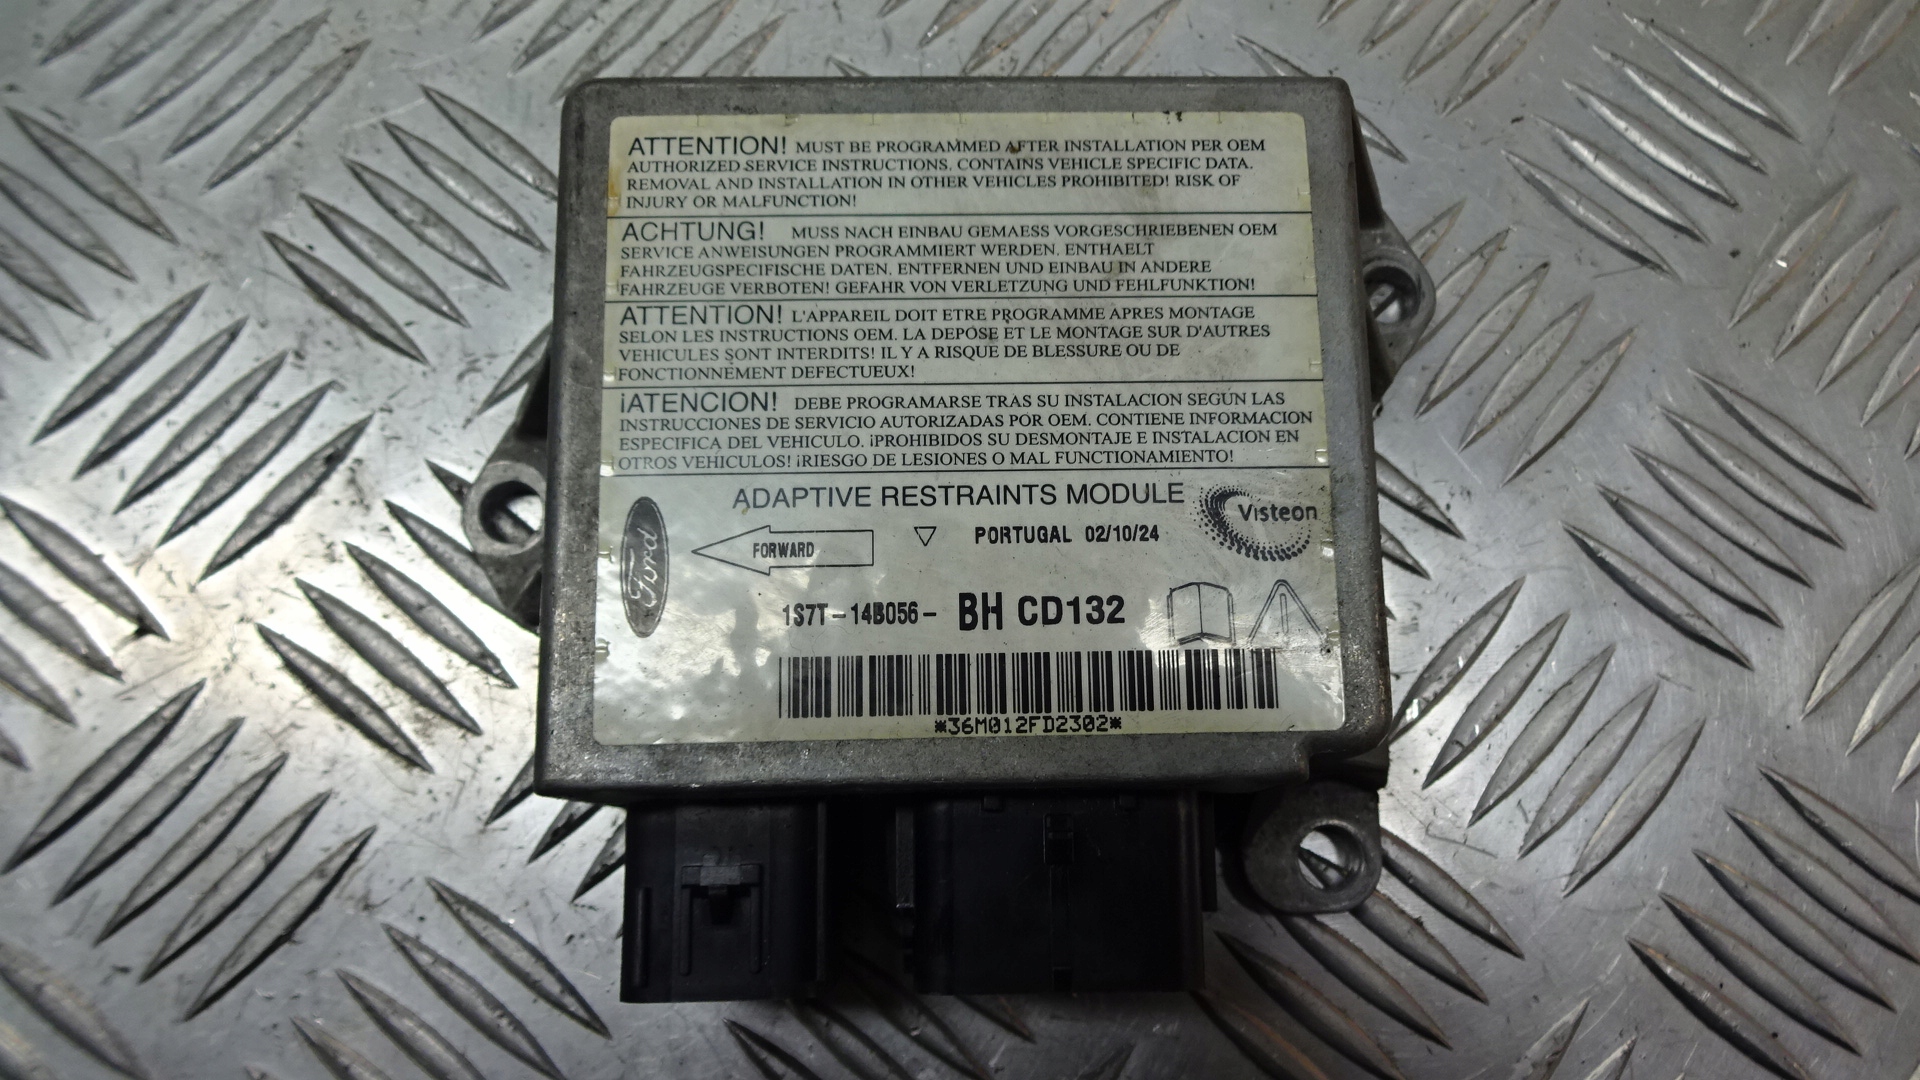 ATTENTION! MUST BE PROGRAMMED AFTER INSTALLATION PER OEM
AUTHORIZED SERVICE INSTRUCTIONS. CONTAINS VEHICLE SPECIFIC DATA.
REMOVAL AND INSTALLATION IN OTHER VEHICLES PROHIBITED! RISK OF
INJURY OR MALFUNCTION!
ACHTUNG! MUSS NACH EINBAU GEMAESS VORGESCHRIEBENEN OEM
SERVICE ANWEISUNGEN PROGRAMMIERT WERDEN. ENTHAELT
FAHRZEUGSPECIFISCHE DATEN. ENTFERNEN UND EINBAU IN ANDERE
FAHRZEUGE VERBOTEN! GEFAHR VON VERLETZUNG UND FEHLFUNKTION!
ATTENTION! L'APPAREIL DOIT ETRE PROGRAMME APRES MONTAGE
SELON LES INSTRUCTIONS OEM. LA DEPOSE ET LE MONTAGE SUR D'AUTRES
VEHICULES SONT INTERDITS! IL Y A RISQUE DE BLESSURE OU DE
FONCTIONNEMENT DEFECTUEUX!
¡ATENCION! DEBE PROGRAMARSE TRAS SU INSTALACION SEGÚN LAS
INSTRUCCIONES DE SERVICIO AUTORIZADAS POR OEM. CONTIENE INFORMACION
ESPECIFICA DEL VEHICULO. ¡PROHIBIDOS SU DESMONTAJE E INSTALACION EN
OTROS VEHICULOS! ¡RIESGO DE LESIONES O MAL FUNCTIONAMIENTO!
ADAPTIVE RESTRAINTS MODULE
Visteon
Ford
FORWARD
PORTUGAL 02/10/24
1S7T-14B056- BH CD132
*36M012FD2302*